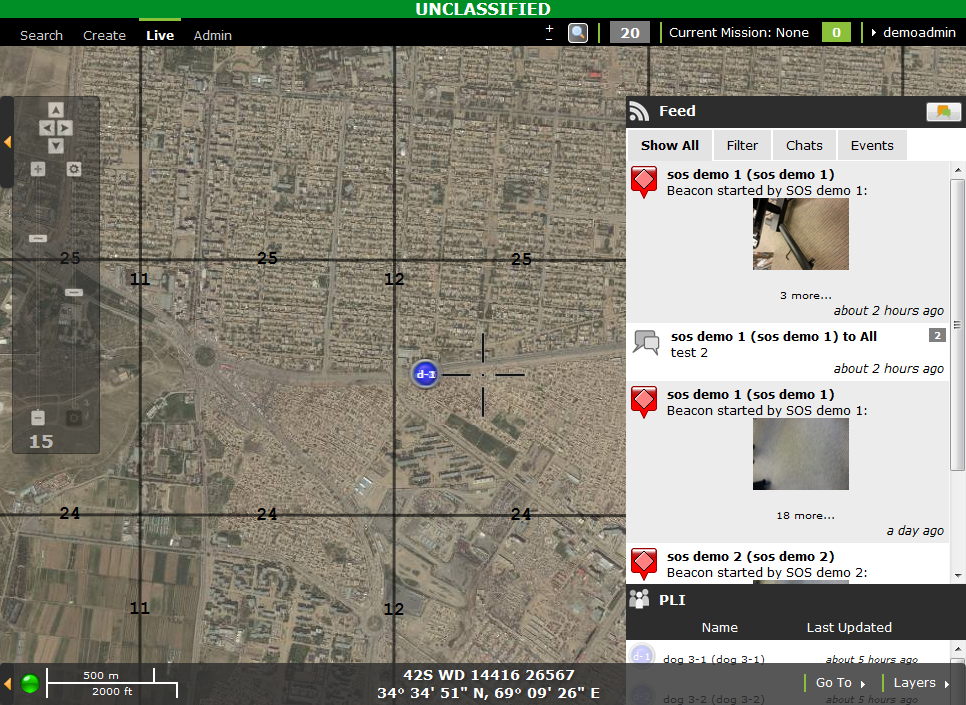 UNCLASSIFIED
Search Create Live Admin
+
-
20
Current Mission: None
0
demoadmin
Feed
Show All Filter Chats Events
sos demo 1 (sos demo 1)
Beacon started by SOS demo 1:
3 more...
about 2 hours ago
sos demo 1 (sos demo 1) to All
2
test 2
about 2 hours ago
sos demo 1 (sos demo 1)
Beacon started by SOS demo 1:
18 more...
a day ago
sos demo 2 (sos demo 2)
Beacon started by SOS demo 2:
PLI
Name Last Updated
d-1 dog 3-1 (dog 3-1) about 5 hours ago
dog 3-2 (dog 3-2) about 5 hours ago
25 25 25
11 12
15
24 24 24
11 12
500 m
2000 ft
42S WD 14416 26567
34° 34' 51" N, 69° 09' 26" E
Go To
Layers